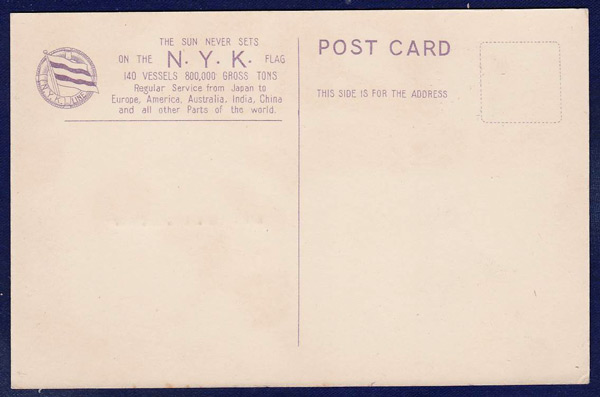 THE SUN NEVER SETS
ON THE N. Y. K. FLAG
140 VESSELS 800,000 GROSS TONS
Regular Service from Japan to
Europe, America, Australia, India, China
and all other Parts of the world.
N.Y.K. LINE
POST CARD
THIS SIDE IS FOR THE ADDRESS